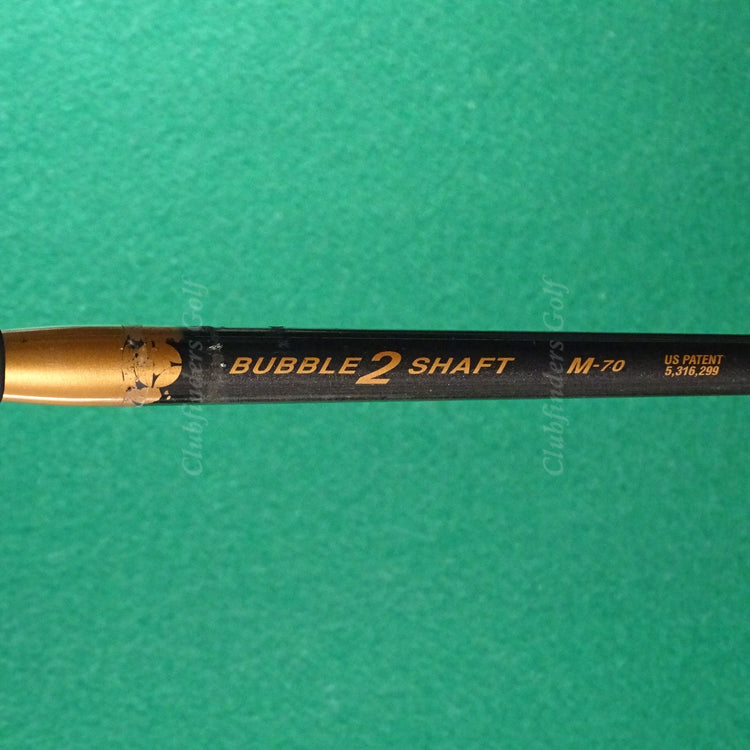 BUBBLE 2 SHAFT M-70 US PATENT
5,316,299
Clubfinders Golf
Clubfinders Golf